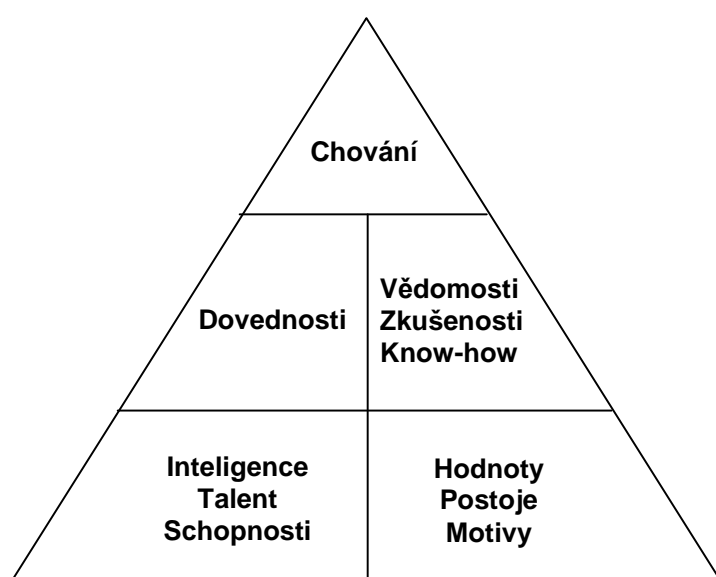 Chování
Dovednosti
Vědomosti
Zkušenosti
Know-how
Inteligence
Talent
Schopnosti
Hodnoty
Postoje
Motivy